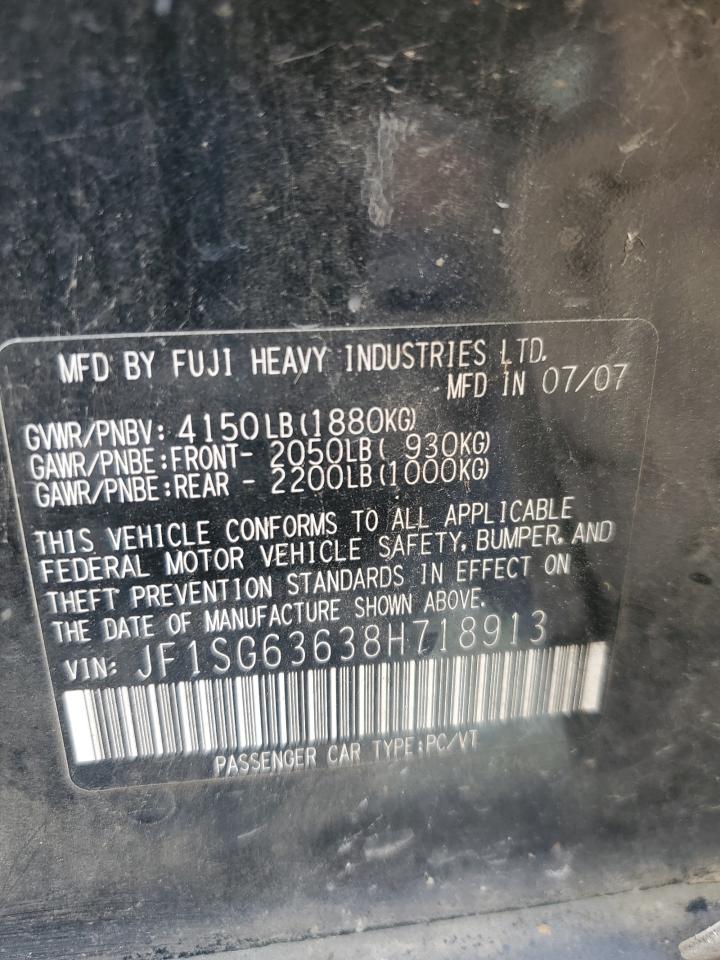 MFD BY FUJI HEAVY INDUSTRIES LTD.
MFD IN 07/07
GVWR/PNBV: 4150LB(1880KG)
GAWR/PNBE:FRONT- 2050LB( 930KG)
GAWR/PNBE:REAR - 2200LB(1000KG)
THIS VEHICLE CONFORMS TO ALL APPLICABLE
FEDERAL MOTOR VEHICLE SAFETY, BUMPER, AND
THEFT PREVENTION STANDARDS IN EFFECT ON
THE DATE OF MANUFACTURE SHOWN ABOVE.
VIN: JF1SG63638H718913
PASSENGER CAR TYPE:PC/VT